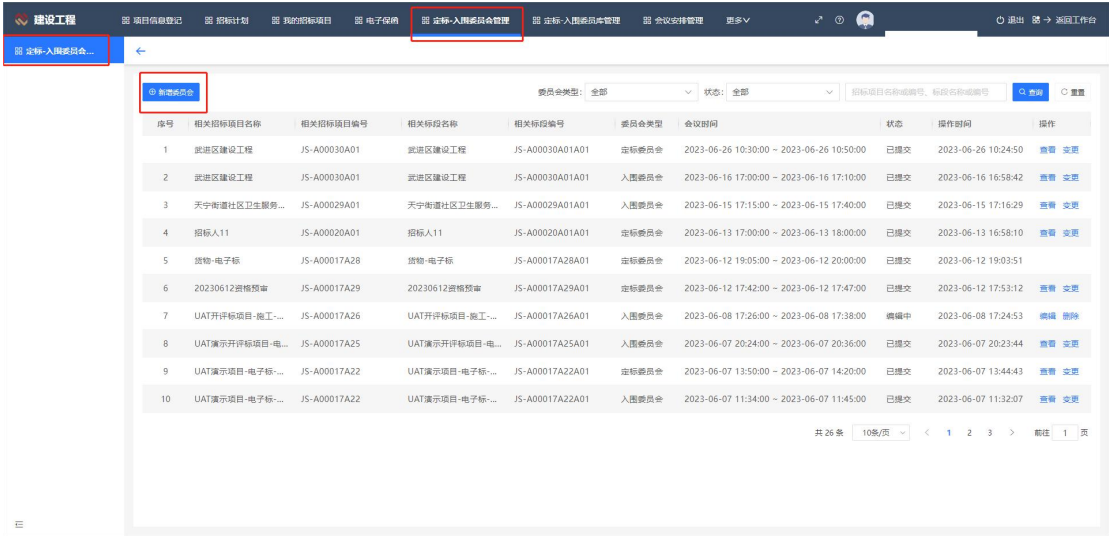 建设工程 项目信息登记 招标计划 我的招标项目 电子保函 定标-入围委员会管理 定标-入围委员库管理 会议安排管理 更多 退出 返回工作台
定标-入围委员会...
新增委员会 委员会类型: 全部 状态: 全部 招标项目名称或编号、标段名称或编号 查询 重置
序号 相关招标项目名称 相关招标项目编号 相关标段名称 相关标段编号 委员会类型 会议时间 状态 操作时间 操作
1 武进区建设工程 JS-A00030A01 武进区建设工程 JS-A00030A01A01 定标委员会 2023-06-26 10:30:00 ~ 2023-06-26 10:50:00 已提交 2023-06-26 10:24:50 查看 变更
2 武进区建设工程 JS-A00030A01 武进区建设工程 JS-A00030A01A01 入围委员会 2023-06-16 17:00:00 ~ 2023-06-16 17:10:00 已提交 2023-06-16 16:58:42 查看 变更
3 天宁街道社区卫生服务... JS-A00029A01 天宁街道社区卫生服务... JS-A00029A01A01 入围委员会 2023-06-15 17:15:00 ~ 2023-06-15 17:40:00 已提交 2023-06-15 17:16:29 查看 变更
4 招标人11 JS-A00020A01 招标人11 JS-A00020A01A01 定标委员会 2023-06-13 17:00:00 ~ 2023-06-13 18:00:00 已提交 2023-06-13 16:58:10 查看 变更
5 货物-电子标 JS-A00017A28 货物-电子标 JS-A00017A28A01 定标委员会 2023-06-12 19:05:00 ~ 2023-06-12 20:00:00 已提交 2023-06-12 19:03:51
6 20230612资格预审 JS-A00017A29 20230612资格预审 JS-A00017A29A01 定标委员会 2023-06-12 17:42:00 ~ 2023-06-12 17:47:00 已提交 2023-06-12 17:53:12 查看 变更
7 UAT开评标项目-施工-... JS-A00017A26 UAT开评标项目-施工-... JS-A00017A26A01 入围委员会 2023-06-08 17:26:00 ~ 2023-06-08 17:38:00 编辑中 2023-06-08 17:24:53 编辑 删除
8 UAT演示开评标项目-电... JS-A00017A25 UAT演示开评标项目-电... JS-A00017A25A01 入围委员会 2023-06-07 20:24:00 ~ 2023-06-07 20:36:00 已提交 2023-06-07 20:23:44 查看 变更
9 UAT演示项目-电子标-... JS-A00017A22 UAT演示项目-电子标-... JS-A00017A22A01 定标委员会 2023-06-07 13:50:00 ~ 2023-06-07 14:20:00 已提交 2023-06-07 13:44:43 查看 变更
10 UAT演示项目-电子标-... JS-A00017A22 UAT演示项目-电子标-... JS-A00017A22A01 入围委员会 2023-06-07 11:34:00 ~ 2023-06-07 11:45:00 已提交 2023-06-07 11:32:07 查看 变更
共 26 条 10条/页 < 1 2 3 > 前往 1 页